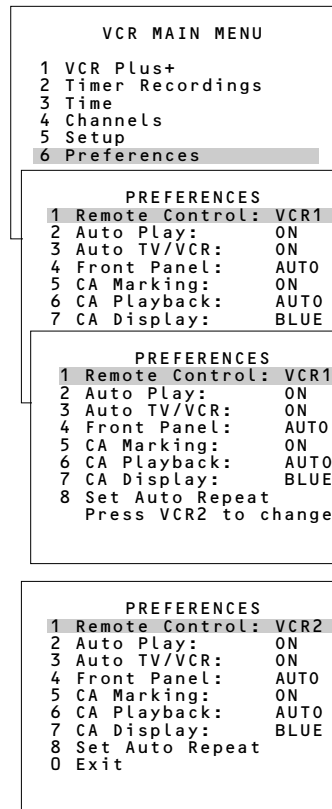 VCR MAIN MENU
1 VCR Plus+
2 Timer Recordings
3 Time
4 Channels
5 Setup
6 Preferences
PREFERENCES
1 Remote Control: VCR1
2 Auto Play: ON
3 Auto TV/VCR: ON
4 Front Panel: AUTO
5 CA Marking: ON
6 CA Playback: AUTO
7 CA Display: BLUE
PREFERENCES
1 Remote Control: VCR1
2 Auto Play: ON
3 Auto TV/VCR: ON
4 Front Panel: AUTO
5 CA Marking: ON
6 CA Playback: AUTO
7 CA Display: BLUE
8 Set Auto Repeat
Press VCR2 to change
PREFERENCES
1 Remote Control: VCR2
2 Auto Play: ON
3 Auto TV/VCR: ON
4 Front Panel: AUTO
5 CA Marking: ON
6 CA Playback: AUTO
7 CA Display: BLUE
8 Set Auto Repeat
0 Exit